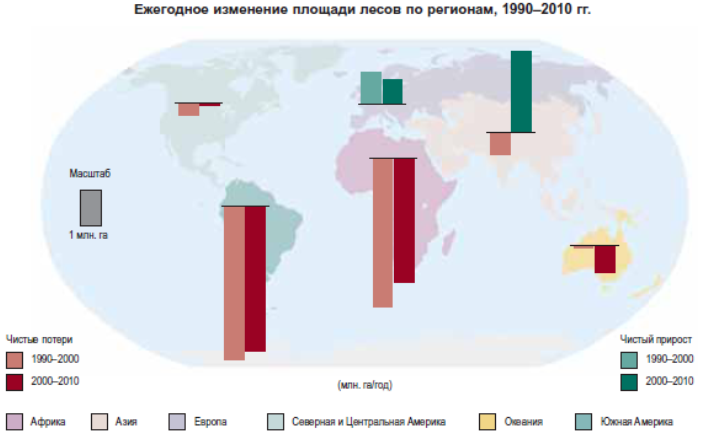 Ежегодное изменение площади лесов по регионам, 1990–2010 гг.
Масштаб
1 млн. га
Чистые потери
1990–2000
2000–2010
(млн. га/год)
Чистый прирост
1990–2000
2000–2010
Африка
Азия
Европа
Северная и Центральная Америка
Океания
Южная Америка